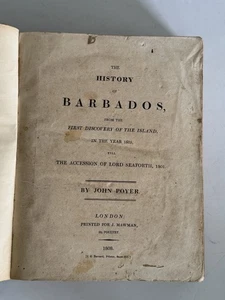 THE
HISTORY
OF
BARBADOS,
FROM THE
FIRST DISCOVERY OF THE ISLAND,
IN THE YEAR 1605,
TILL
THE ACCESSION OF LORD SEAFORTH, 1801.
BY JOHN POYER.
LONDON:
PRINTED FOR J. MAWMAN,
POULTRY.
1808.